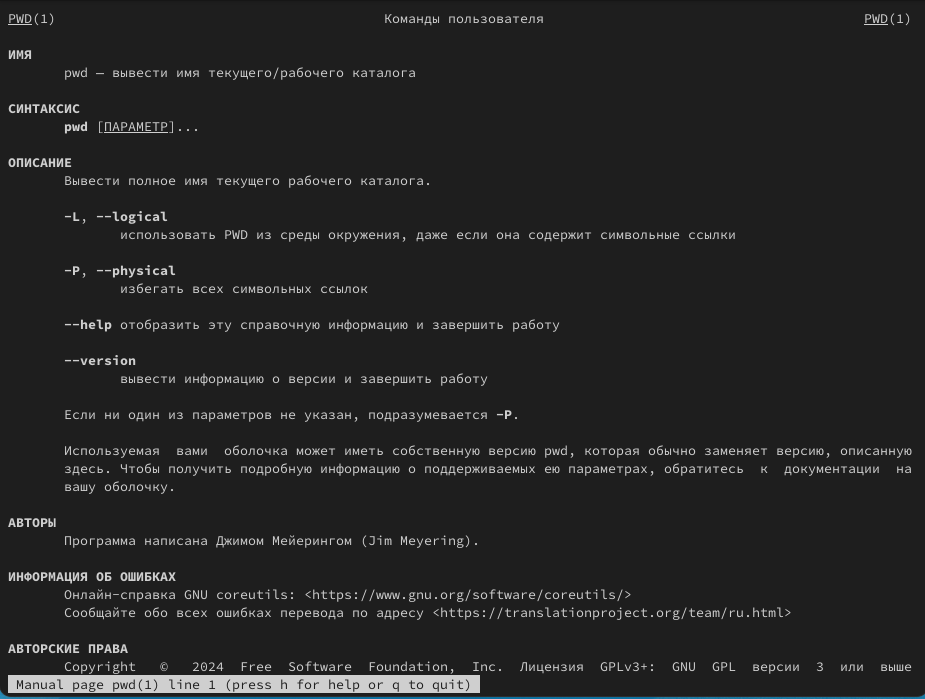 PWD(1) Команды пользователя PWD(1)
ИМЯ
pwd — вывести имя текущего/рабочего каталога
СИНТАКСИС
pwd [ПАРАМЕТР]...
ОПИСАНИЕ
Вывести полное имя текущего рабочего каталога.
-L, --logical
использовать PWD из среды окружения, даже если она содержит символьные ссылки
-P, --physical
избегать всех символьных ссылок
--help отобразить эту справочную информацию и завершить работу
--version
вывести информацию о версии и завершить работу
Если ни один из параметров не указан, подразумевается -P.
Используемая вами оболочка может иметь собственную версию pwd, которая обычно заменяет версию, описанную
здесь. Чтобы получить подробную информацию о поддерживаемых ею параметрах, обратитесь к документации на
вашу оболочку.
АВТОРЫ
Программа написана Джимом Мейерингом (Jim Meyering).
ИНФОРМАЦИЯ ОБ ОШИБКАХ
Онлайн-справка GNU coreutils: <https://www.gnu.org/software/coreutils/>
Сообщайте обо всех ошибках перевода по адресу <https://translationproject.org/team/ru.html>
АВТОРСКИЕ ПРАВА
Copyright © 2024 Free Software Foundation, Inc. Лицензия GPLv3+: GNU GPL версии 3 или выше
Manual page pwd(1) line 1 (press h for help or q to quit)